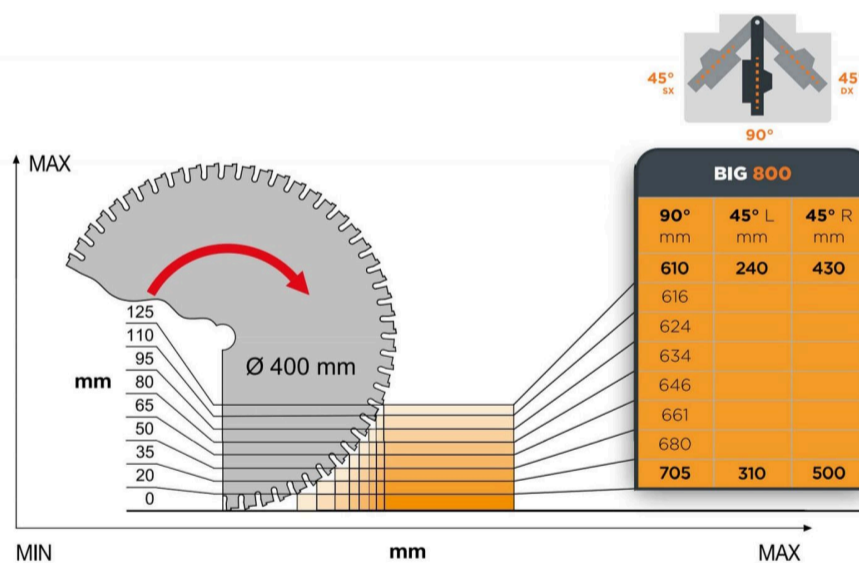 45°
SX
45°
DX
90°
MAX
BIG 800
90° 45° L 45° R
mm mm mm
610 240 430
616
624
634
646
661
680
705 310 500
125
110
95
80
65
50
35
20
0
mm
Ø 400 mm
MIN mm MAX